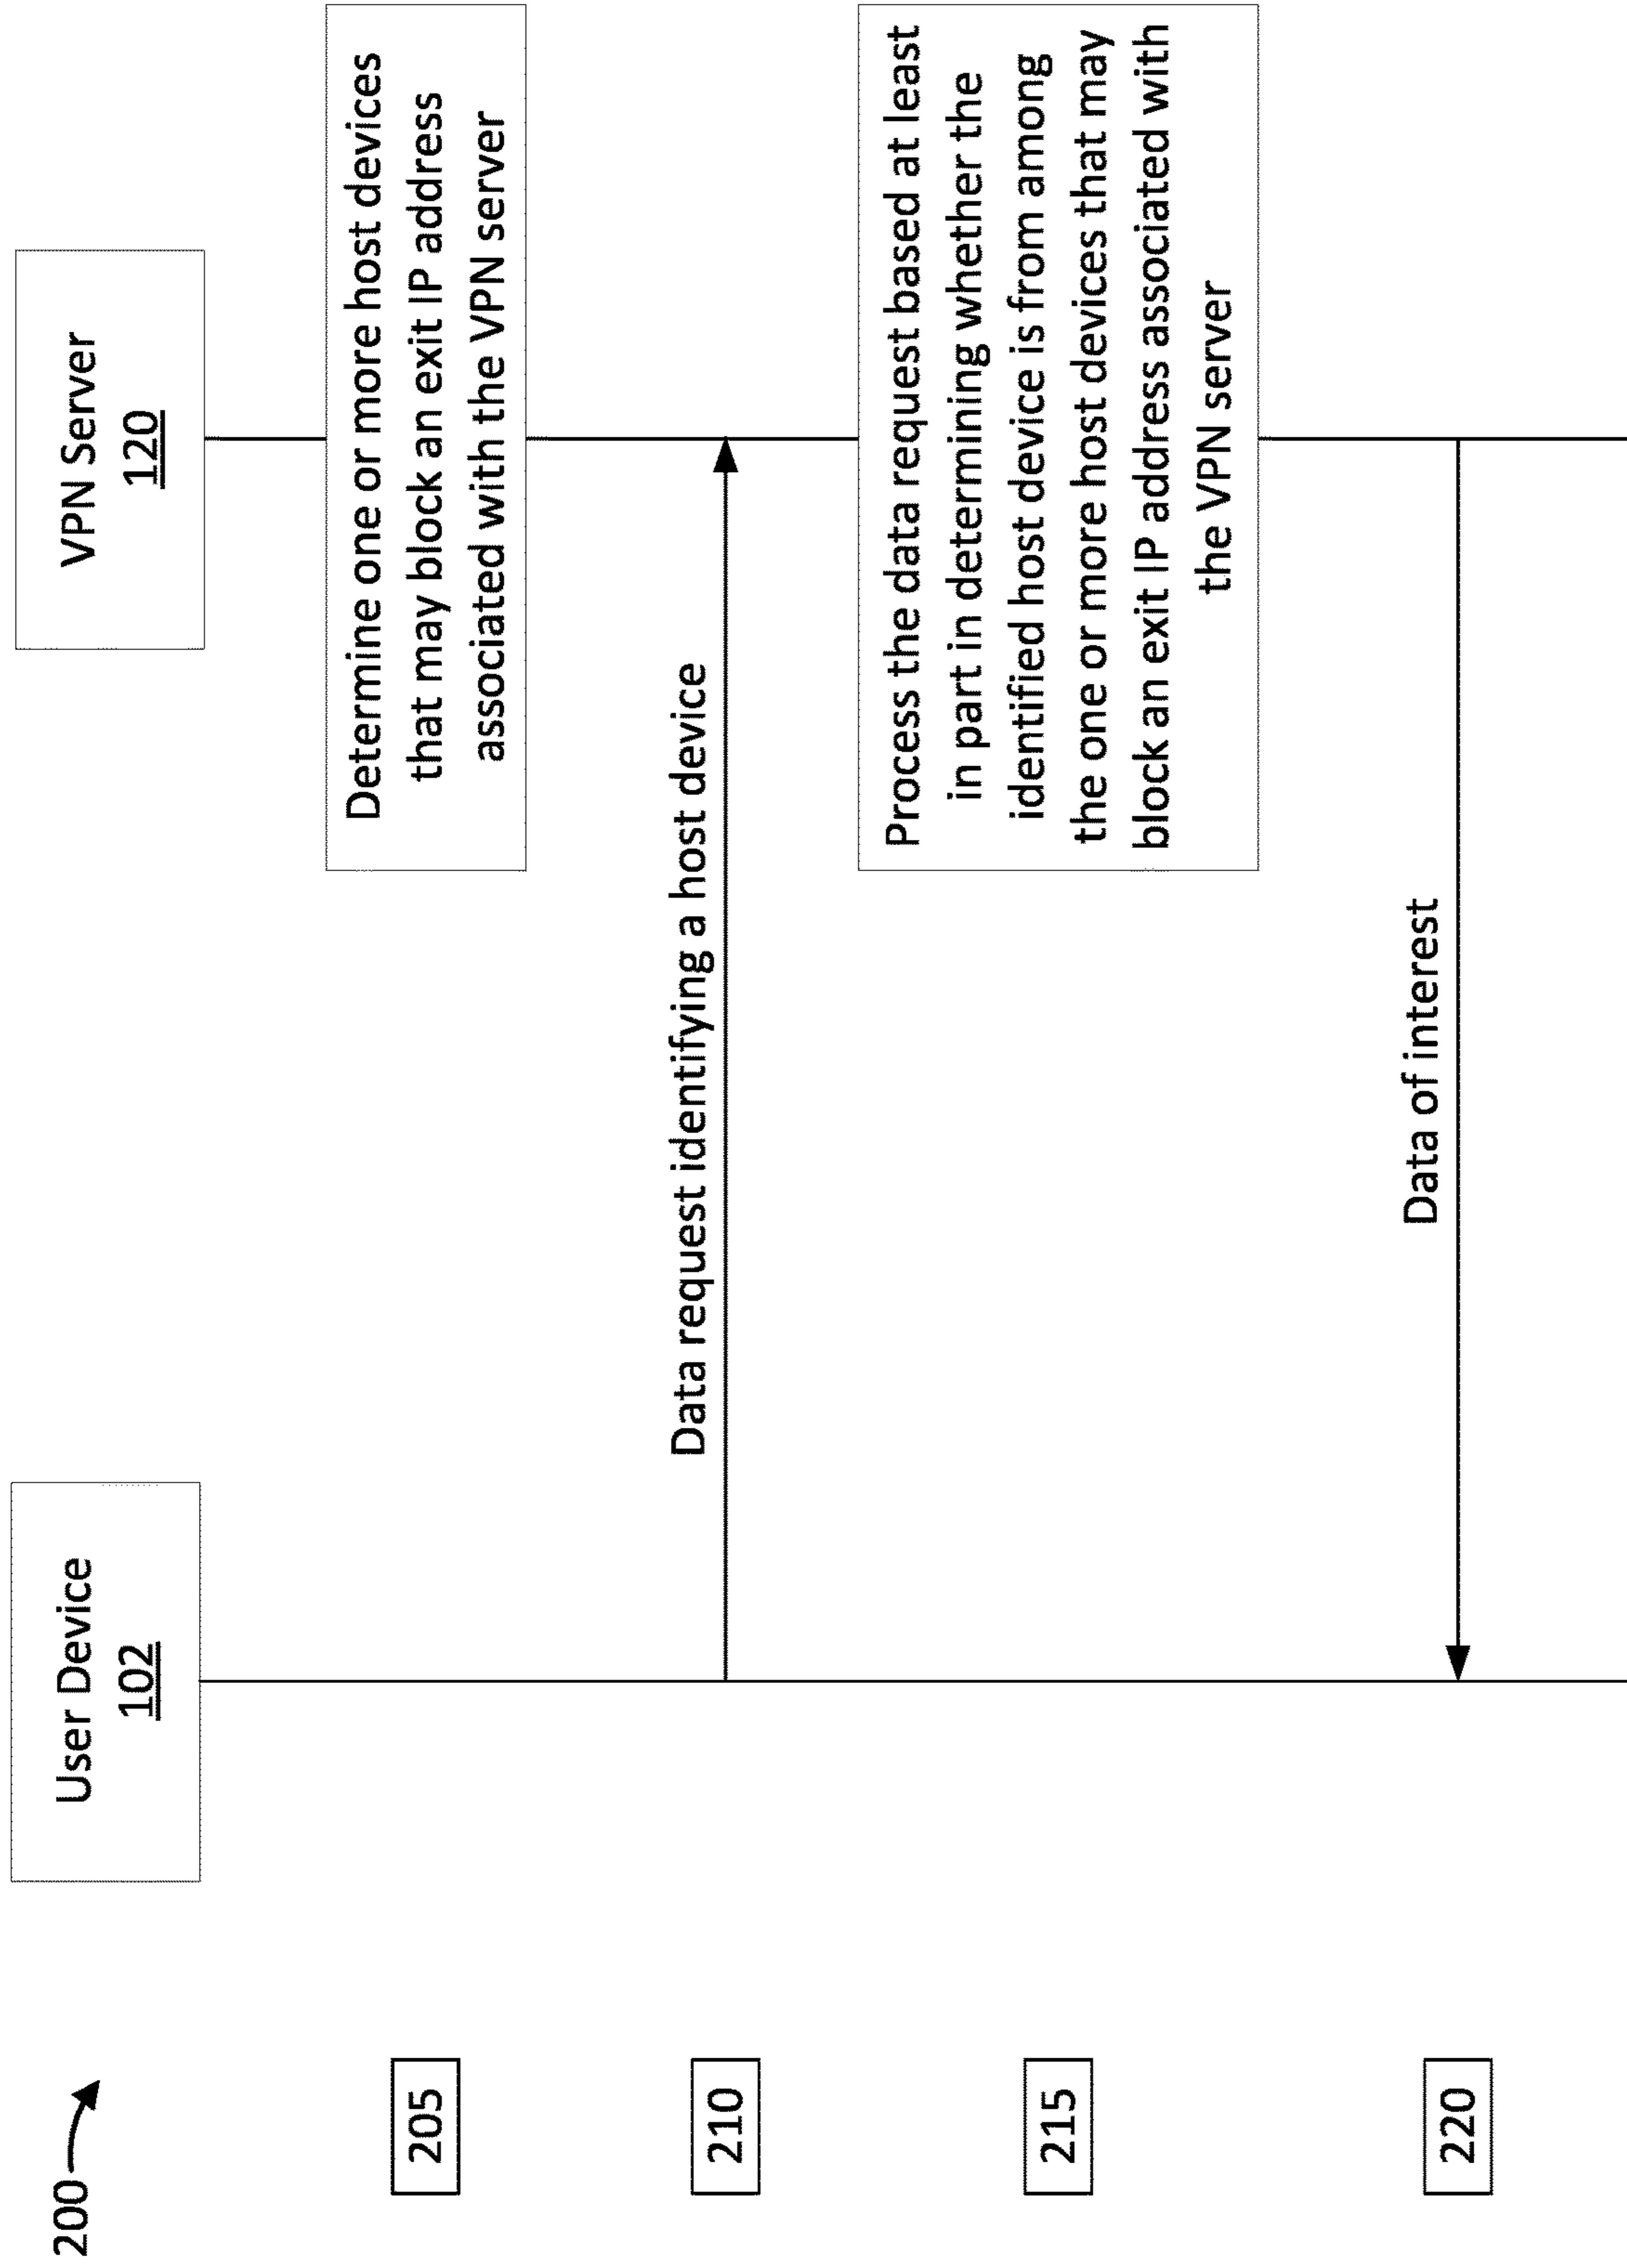 200
User Device
102
VPN Server
120
205
Determine one or more host devices
that may block an exit IP address
associated with the VPN server
210
Data request identifying a host device
215
Process the data request based at least
in part in determining whether the
identified host device is from among
the one or more host devices that may
block an exit IP address associated with
the VPN server
220
Data of interest